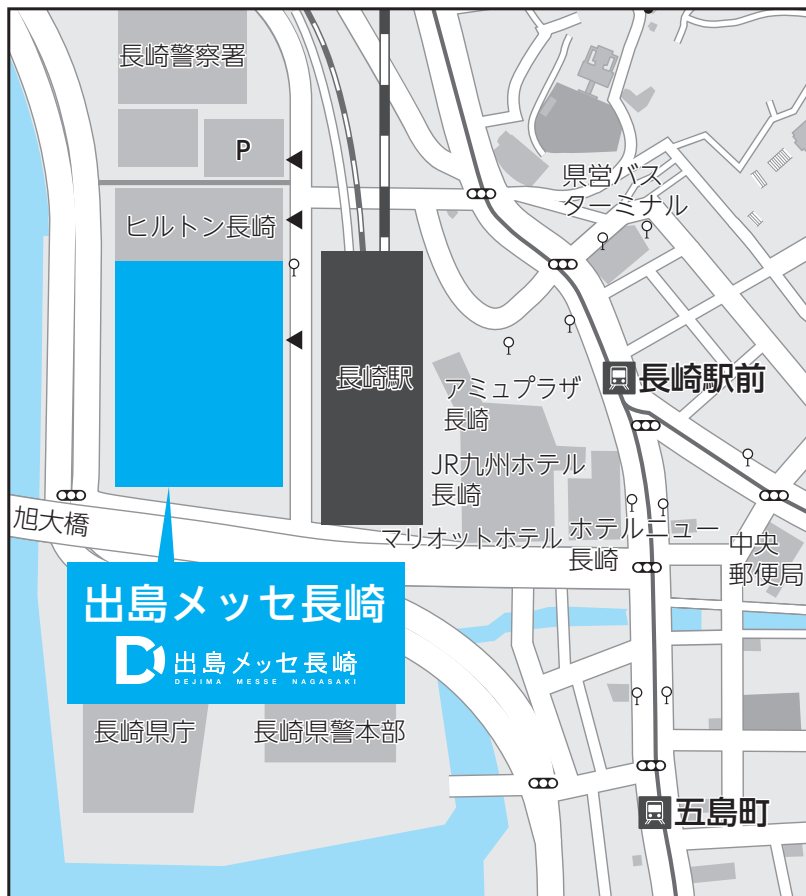 長崎警察署
P
県営バス
ターミナル
ヒルトン長崎
長崎駅
長崎駅前
アミュプラザ
長崎
JR九州ホテル
長崎
旭大橋
マリオットホテル
ホテルニュー
長崎
中央
郵便局
出島メッセ長崎
出島メッセ長崎
DEJIMA MESSE NAGASAKI
長崎県庁
長崎県警本部
五島町